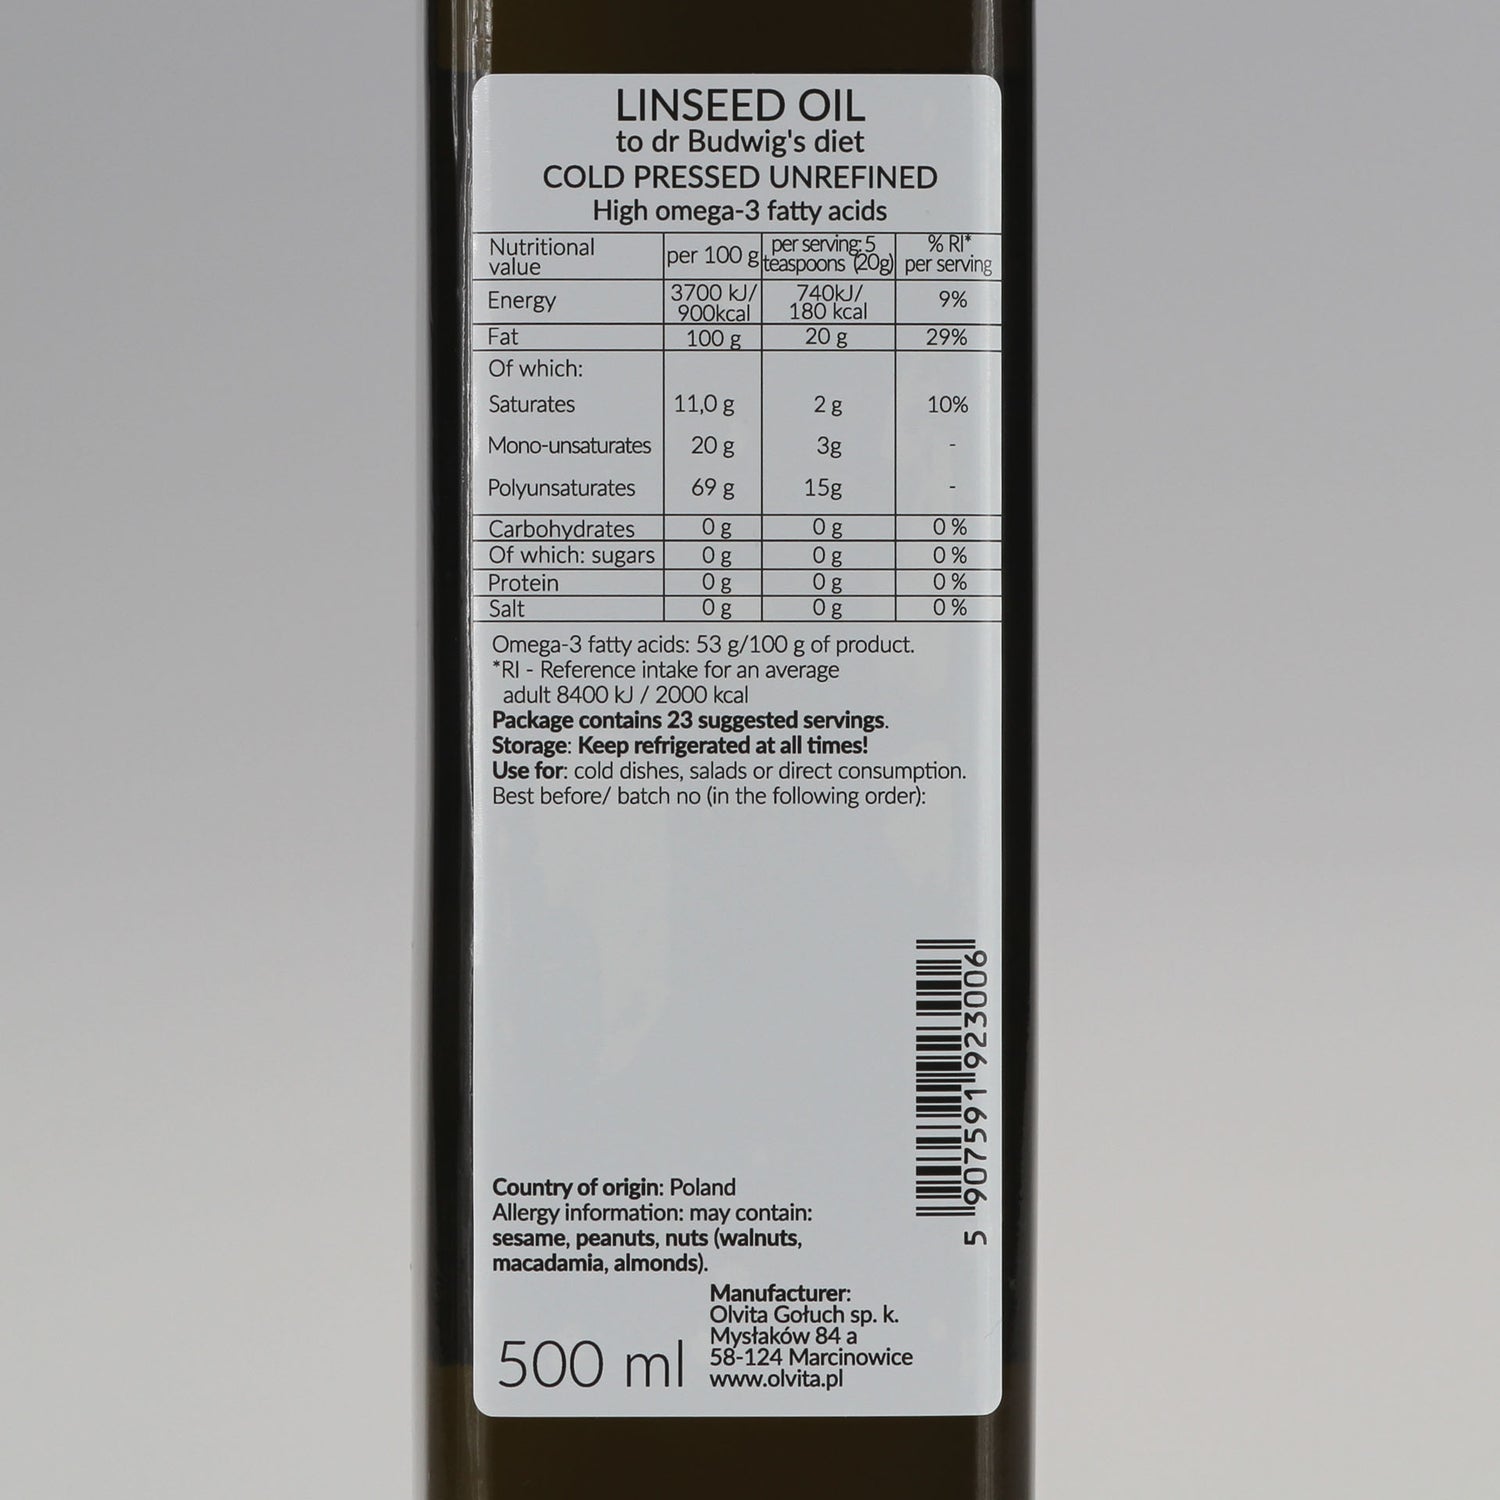 LINSEED OIL
to dr Budwig's diet
COLD PRESSED UNREFINED
High omega-3 fatty acids
Nutritional value per 100 g per serving: 5 teaspoons (20g) % RI* per serving
Energy 3700 kJ/ 900kcal 740kJ/ 180 kcal 9%
Fat 100 g 20 g 29%
Of which:
Saturates 11,0 g 2 g 10%
Mono-unsaturates 20 g 3g -
Polyunsaturates 69 g 15g -
Carbohydrates 0 g 0 g 0 %
Of which: sugars 0 g 0 g 0 %
Protein 0 g 0 g 0 %
Salt 0 g 0 g 0 %
Omega-3 fatty acids: 53 g/100 g of product.
*RI - Reference intake for an average
adult 8400 kJ / 2000 kcal
Package contains 23 suggested servings.
Storage: Keep refrigerated at all times!
Use for: cold dishes, salads or direct consumption.
Best before/ batch no (in the following order):
5 907591 923006
Country of origin: Poland
Allergy information: may contain:
sesame, peanuts, nuts (walnuts,
macadamia, almonds).
500 ml
Manufacturer:
Olvita Gołuch sp. k.
Mysłaków 84 a
58-124 Marcinowice
www.olvita.pl